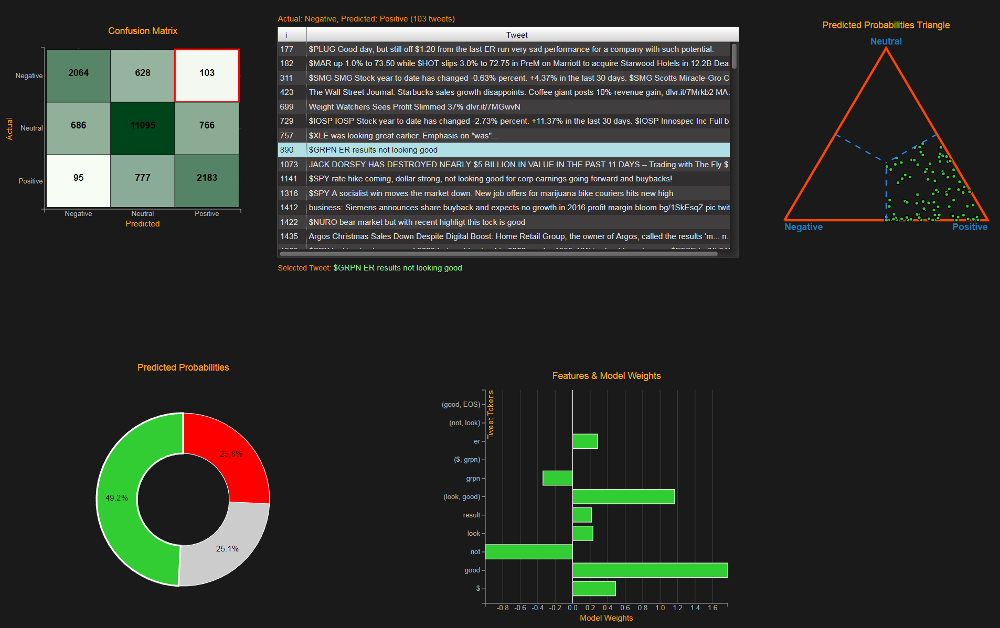 Confusion Matrix
Negative
2064
628
103
Neutral
686
11095
766
Positive
95
777
2183
Actual
Negative
Neutral
Positive
Predicted
Actual: Negative, Predicted: Positive (103 tweets)
i
Tweet
177
$PLUG Good day, but still off $1.20 from the last ER run very sad performance for a company with such potential.
182
$MAR up 1.0% to 73.50 while $HOT slips 3.0% to 72.75 in PreM on Marriott to acquire Starwood Hotels in 12.2B Dea
311
$SMG SMG Stock year to date has changed -0.63% percent. +4.37% in the last 30 days. $SMG Scotts Miracle-Gro C
423
The Wall Street Journal: Starbucks sales growth disappoints: Coffee giant posts 10% revenue gain, dlvr.it/7Mrkb2 MA.
699
Weight Watchers Sees Profit Slimmed 37% dlvr.it/7MGwvN
729
$IOSP IOSP Stock year to date has changed -2.73% percent. +11.37% in the last 30 days. $IOSP Innospec Inc Full b
757
$XLE was looking great earlier. Emphasis on "was"...
890
$GRPN ER results not looking good
1073
JACK DORSEY HAS DESTROYED NEARLY $5 BILLION IN VALUE IN THE PAST 11 DAYS – Trading with The Fly $.
1141
$SPY rate hike coming, dollar strong, not looking good for corp earnings going forward and buybacks!
1316
$SPY A socialist win moves the market down. New job offers for marijuana bike couriers hits new high
1412
business: Siemens announces share buyback and expects no growth in 2016 profit margin bloom.bg/1SkEsqZ pic.twit
1422
$NURO bear market but with recent highligt this tock is good
1435
Argos Christmas Sales Down Despite Digital Boost: Home Retail Group, the owner of Argos, called the results ‘m... n.
Selected Tweet: $GRPN ER results not looking good
Predicted Probabilities Triangle
Neutral
Negative
Positive
Predicted Probabilities
25.8%
49.2%
25.1%
Features & Model Weights
Tweet Tokens
(good, EOS)
(not, look)
er
($, grpn)
grpn
(look, good)
result
look
not
good
$
-0.8 -0.6 -0.4 -0.2 0.0 0.2 0.4 0.6 0.8 1.0 1.2 1.4 1.6
Model Weights